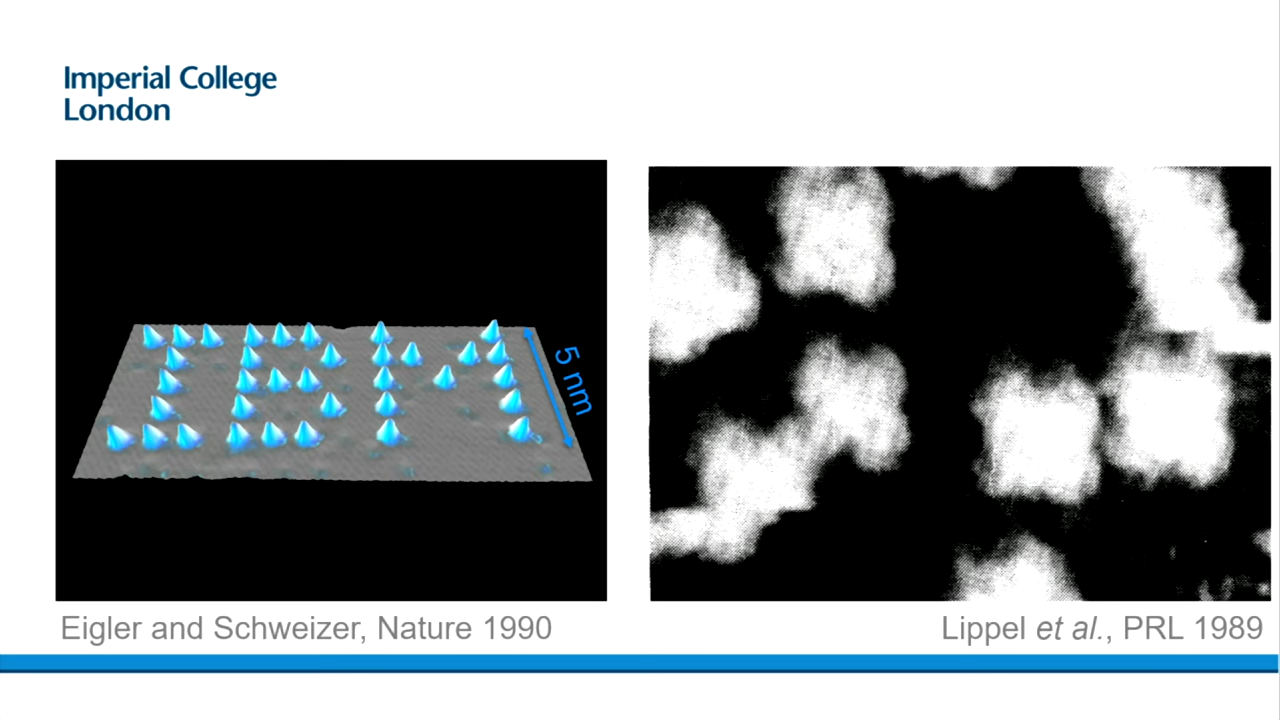 Imperial College
London
IBM
5 nm
Eigler and Schweizer, Nature 1990
Lippel et al., PRL 1989